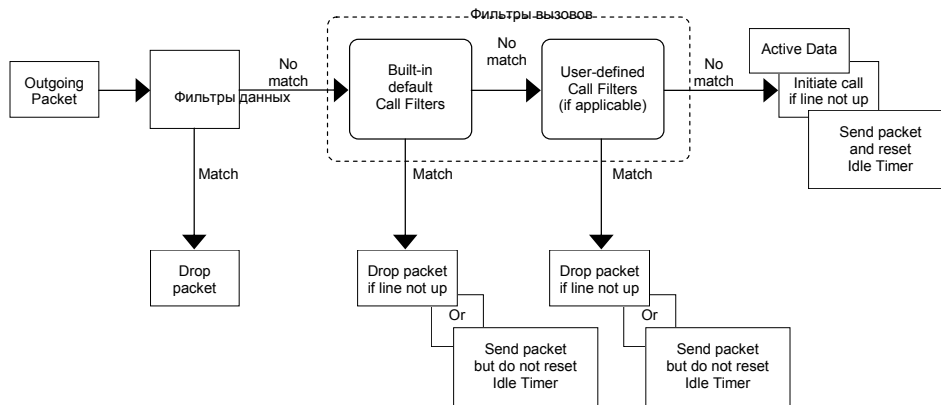 Фильтры вызовов
Outgoing
Packet
Фильтры данных
No
match
Built-in
default
Call Filters
No
match
User-defined
Call Filters
(if applicable)
No
match
Active Data
Initiate call
if line not up
Send packet
and reset
Idle Timer
Match
Match
Match
Drop
packet
Drop packet
if line not up
Or
Send packet
but do not reset
Idle Timer
Drop packet
if line not up
Or
Send packet
but do not reset
Idle Timer